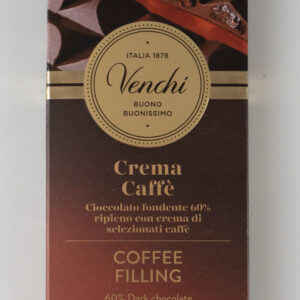 ITALIA 1878
Venchi
BUONO
BUONISSIMO
Crema
Caffè
Cioccolato fondente 60%
ripieno con crema di
selezionati caffè
COFFEE
FILLING
60% Dark chocolate